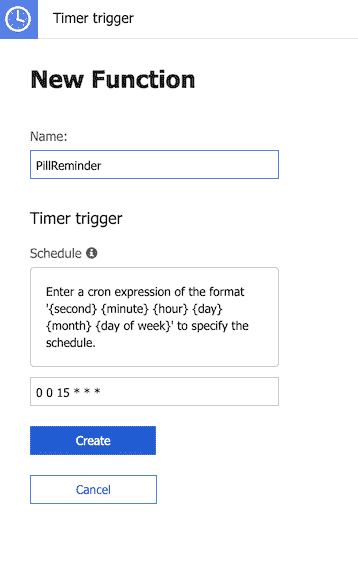 Timer trigger
New Function
Name:
PillReminder
Timer trigger
Schedule
Enter a cron expression of the format
'{second} {minute} {hour} {day}
{month} {day of week}' to specify the
schedule.
0 0 15 * * *
Create
Cancel